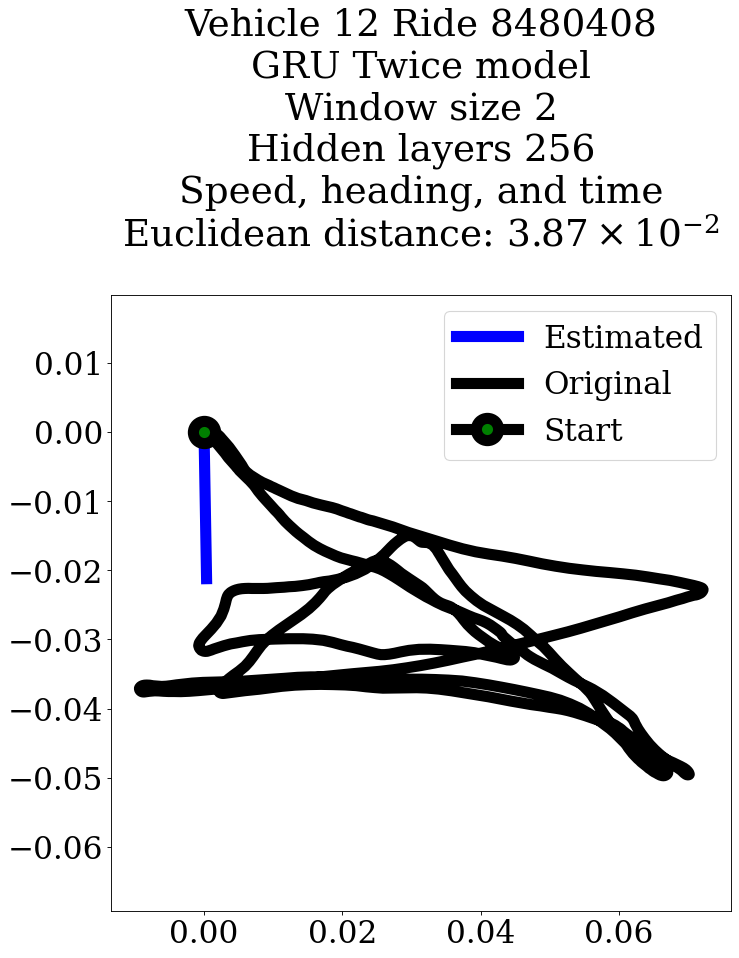 Vehicle 12 Ride 8480408
GRU Twice model
Window size 2
Hidden layers 256
Speed, heading, and time
Euclidean distance: 3.87 × 10⁻²
Estimated
Original
Start
0.01
0.00
−0.01
−0.02
−0.03
−0.04
−0.05
−0.06
0.00 0.02 0.04 0.06